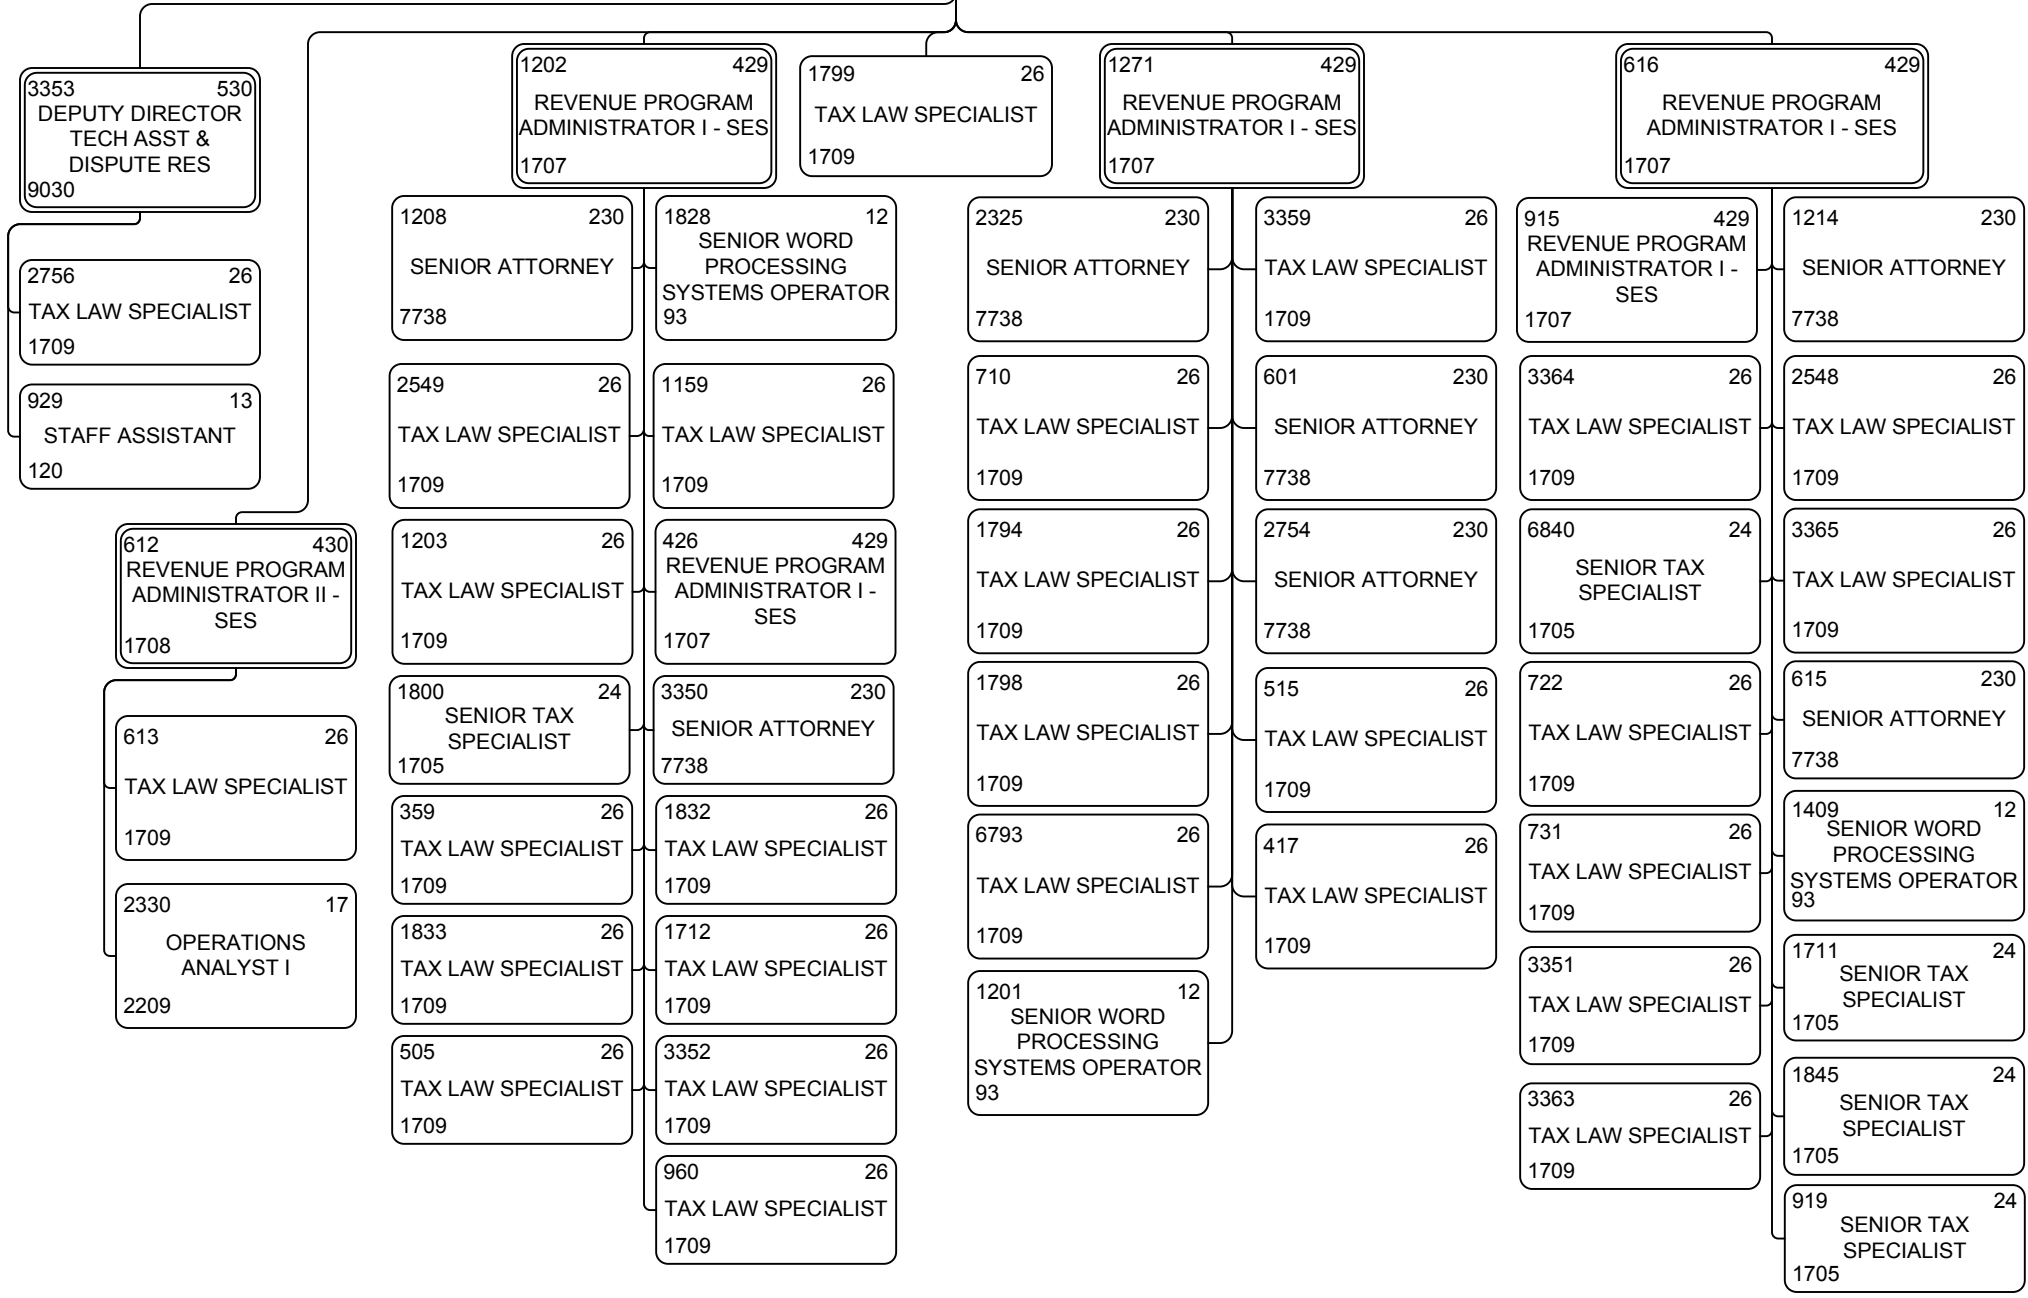 3353 530
DEPUTY DIRECTOR
TECH ASST &
DISPUTE RES
9030
2756 26
TAX LAW SPECIALIST
1709
929 13
STAFF ASSISTANT
120
612 430
REVENUE PROGRAM
ADMINISTRATOR II -
SES
1708
613 26
TAX LAW SPECIALIST
1709
2330 17
OPERATIONS
ANALYST I
2209
1202 429
REVENUE PROGRAM
ADMINISTRATOR I - SES
1707
1208 230
SENIOR ATTORNEY
7738
1828 12
SENIOR WORD
PROCESSING
SYSTEMS OPERATOR
93
2549 26
TAX LAW SPECIALIST
1709
1159 26
TAX LAW SPECIALIST
1709
1203 26
TAX LAW SPECIALIST
1709
426 429
REVENUE PROGRAM
ADMINISTRATOR I -
SES
1707
1800 24
SENIOR TAX
SPECIALIST
1705
3350 230
SENIOR ATTORNEY
7738
359 26
TAX LAW SPECIALIST
1709
1832 26
TAX LAW SPECIALIST
1709
1833 26
TAX LAW SPECIALIST
1709
1712 26
TAX LAW SPECIALIST
1709
505 26
TAX LAW SPECIALIST
1709
3352 26
TAX LAW SPECIALIST
1709
960 26
TAX LAW SPECIALIST
1709
1799 26
TAX LAW SPECIALIST
1709
1271 429
REVENUE PROGRAM
ADMINISTRATOR I - SES
1707
2325 230
SENIOR ATTORNEY
7738
3359 26
TAX LAW SPECIALIST
1709
710 26
TAX LAW SPECIALIST
1709
601 230
SENIOR ATTORNEY
7738
1794 26
TAX LAW SPECIALIST
1709
2754 230
SENIOR ATTORNEY
7738
1798 26
TAX LAW SPECIALIST
1709
515 26
TAX LAW SPECIALIST
1709
6793 26
TAX LAW SPECIALIST
1709
417 26
TAX LAW SPECIALIST
1709
1201 12
SENIOR WORD
PROCESSING
SYSTEMS OPERATOR
93
616 429
REVENUE PROGRAM
ADMINISTRATOR I - SES
1707
915 429
REVENUE PROGRAM
ADMINISTRATOR I -
SES
1707
1214 230
SENIOR ATTORNEY
7738
3364 26
TAX LAW SPECIALIST
1709
2548 26
TAX LAW SPECIALIST
1709
6840 24
SENIOR TAX
SPECIALIST
1705
3365 26
TAX LAW SPECIALIST
1709
722 26
TAX LAW SPECIALIST
1709
615 230
SENIOR ATTORNEY
7738
731 26
TAX LAW SPECIALIST
1709
1409 12
SENIOR WORD
PROCESSING
SYSTEMS OPERATOR
93
3351 26
TAX LAW SPECIALIST
1709
1711 24
SENIOR TAX
SPECIALIST
1705
3363 26
TAX LAW SPECIALIST
1709
1845 24
SENIOR TAX
SPECIALIST
1705
919 24
SENIOR TAX
SPECIALIST
1705